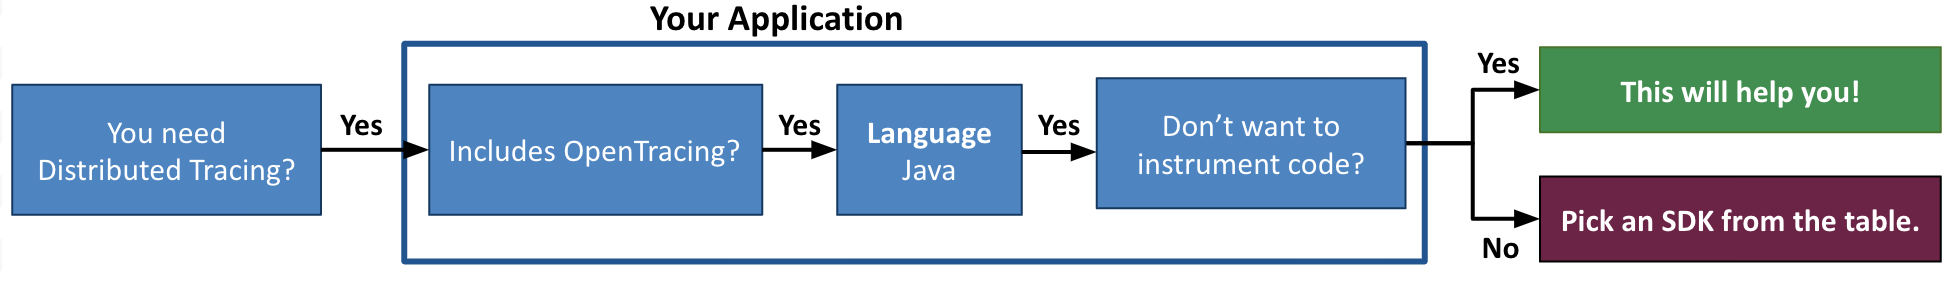 Your Application
You need
Distributed Tracing?
Yes
Includes OpenTracing?
Yes
Language
Java
Yes
Don’t want to
instrument code?
Yes
This will help you!
No
Pick an SDK from the table.